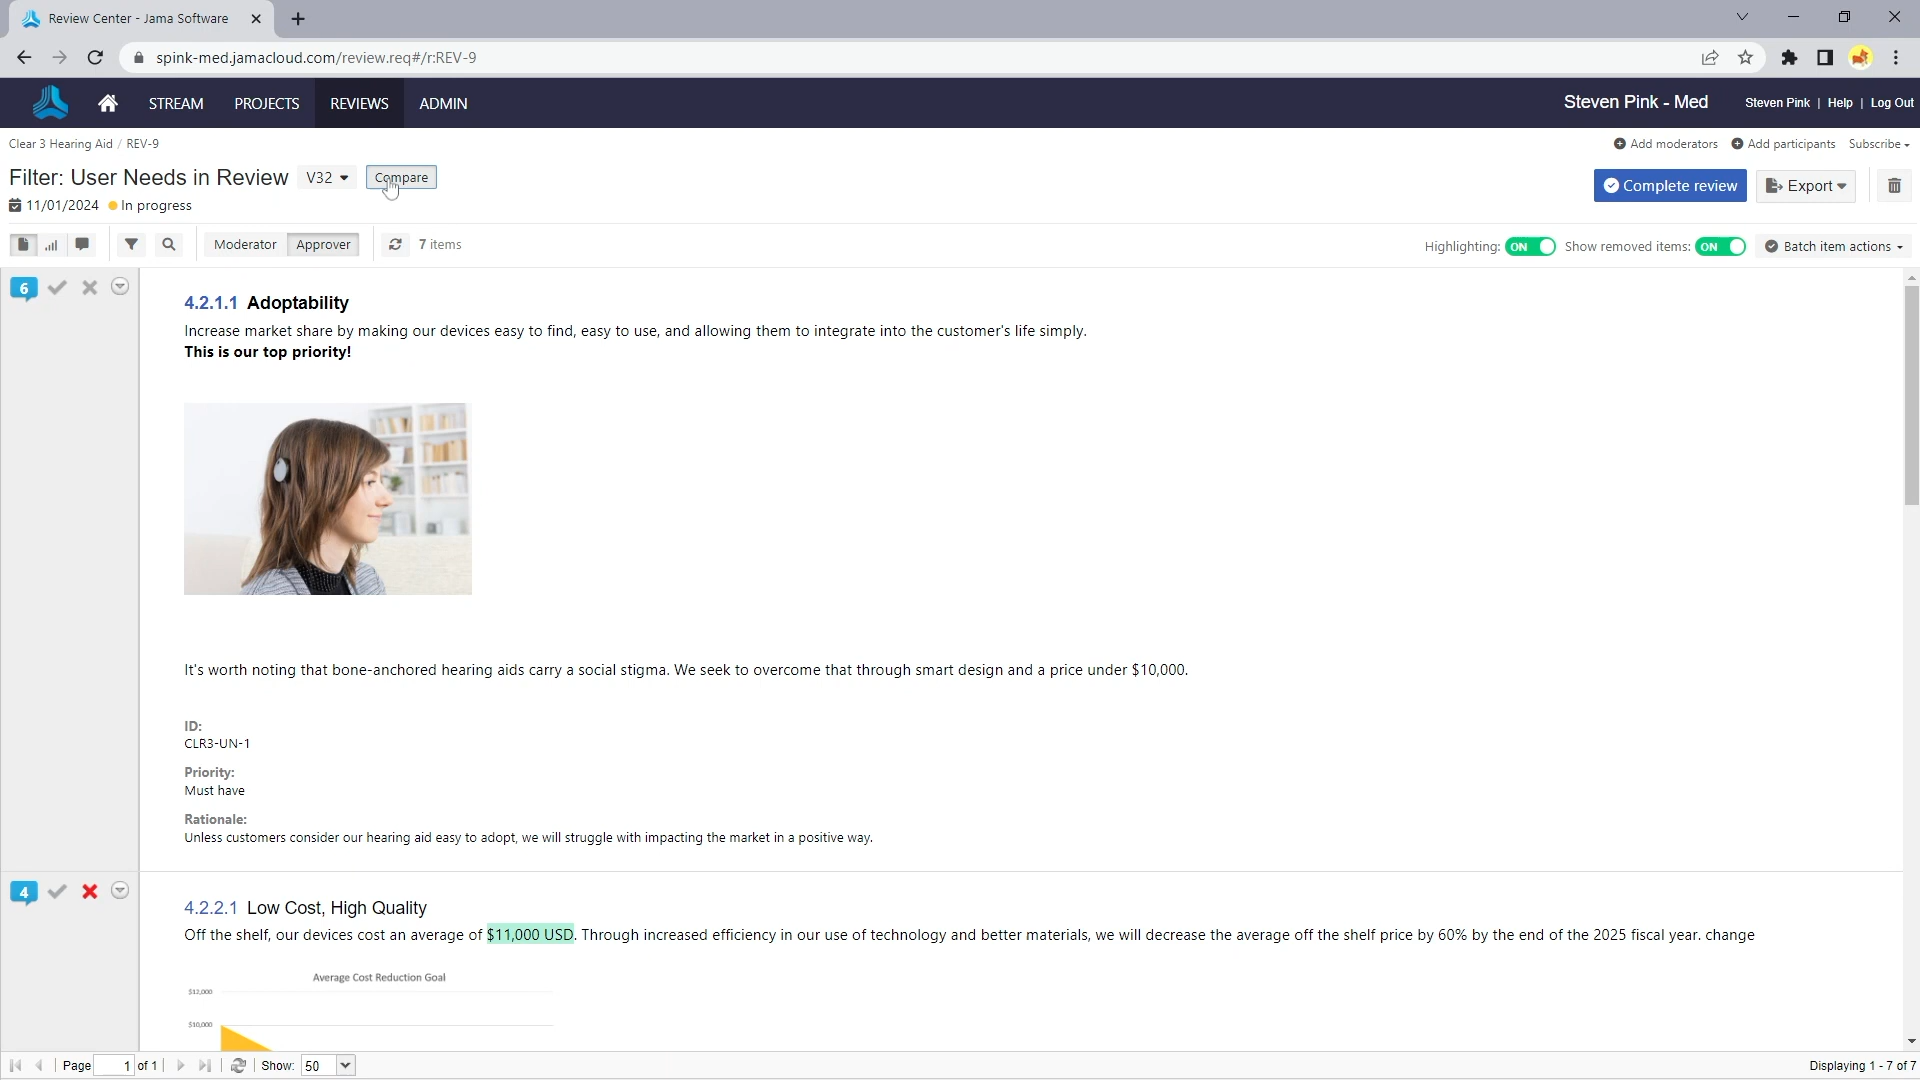 Review Center - Jama Software
spink-med.jamacloud.com/review.req#/r:REV-9
STREAM PROJECTS REVIEWS ADMIN Steven Pink - Med Steven Pink | Help | Log Out
Clear 3 Hearing Aid / REV-9 Add moderators Add participants Subscribe
Filter: User Needs in Review V32 Compare Complete review Export
11/01/2024 In progress
Moderator Approver 7 items Highlighting: ON Show removed items: ON Batch item actions
6
4.2.1.1 Adoptability
Increase market share by making our devices easy to find, easy to use, and allowing them to integrate into the customer's life simply.
This is our top priority!
It's worth noting that bone-anchored hearing aids carry a social stigma. We seek to overcome that through smart design and a price under $10,000.
ID:
CLR3-UN-1
Priority:
Must have
Rationale:
Unless customers consider our hearing aid easy to adopt, we will struggle with impacting the market in a positive way.
4
4.2.2.1 Low Cost, High Quality
Off the shelf, our devices cost an average of $11,000 USD. Through increased efficiency in our use of technology and better materials, we will decrease the average off the shelf price by 60% by the end of the 2025 fiscal year. change
Average Cost Reduction Goal
$12,000
$10,000
Page 1 of 1 Show: 50 Displaying 1 - 7 of 7